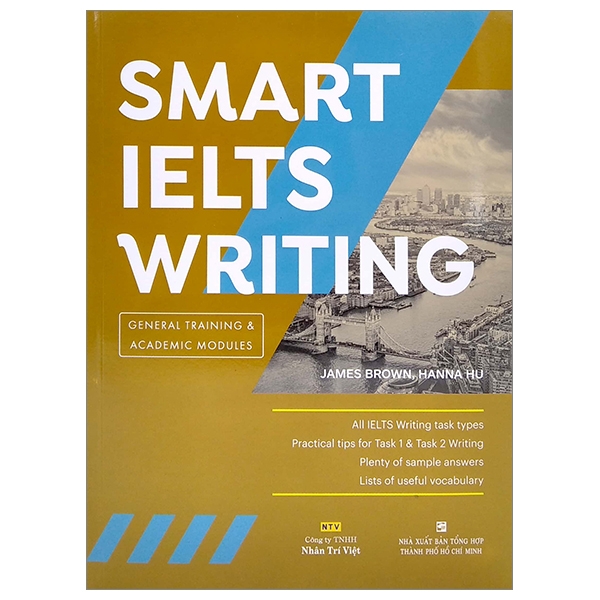 SMART
IELTS
WRITING
GENERAL TRAINING &
ACADEMIC MODULES
JAMES BROWN, HANNA HU
All IELTS Writing task types
Practical tips for Task 1 & Task 2 Writing
Plenty of sample answers
Lists of useful vocabulary
NTV
Công ty TNHH
Nhân Trí Việt
NHÀ XUẤT BẢN TỔNG HỢP
THÀNH PHỐ HỒ CHÍ MINH